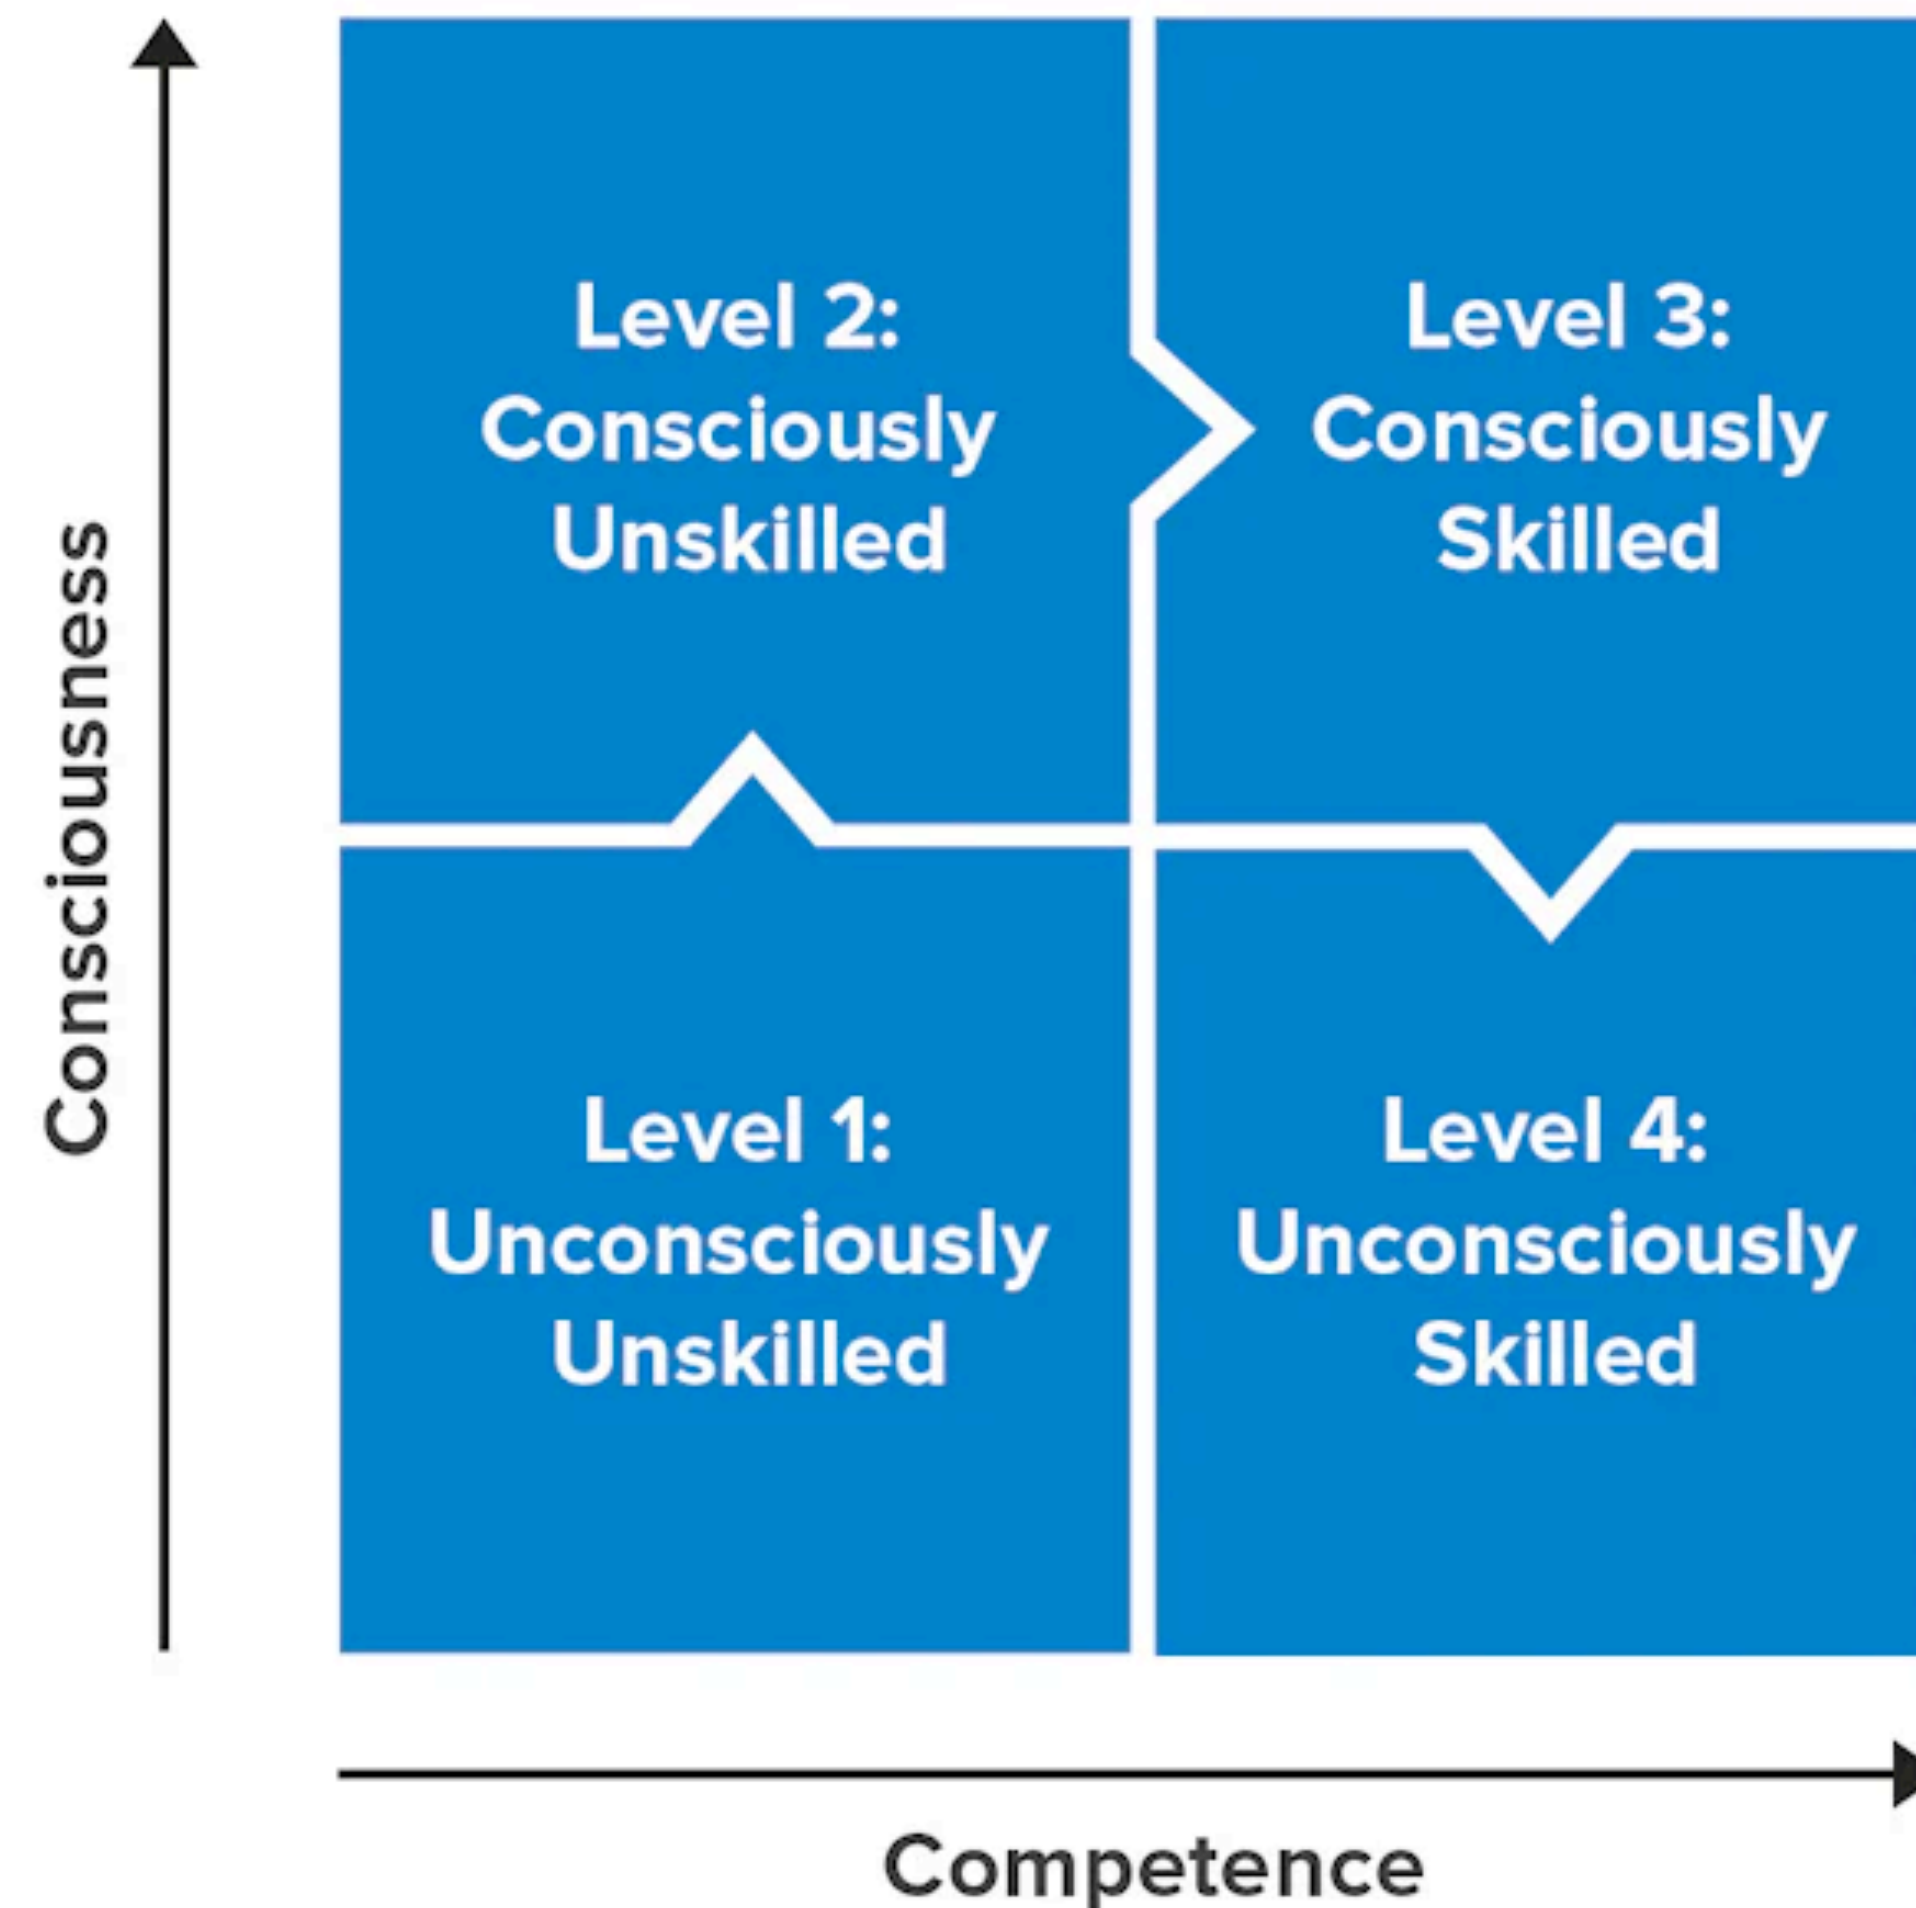 Consciousness
Level 2:
Consciously
Unskilled
Level 3:
Consciously
Skilled
Level 1:
Unconsciously
Unskilled
Level 4:
Unconsciously
Skilled
Competence